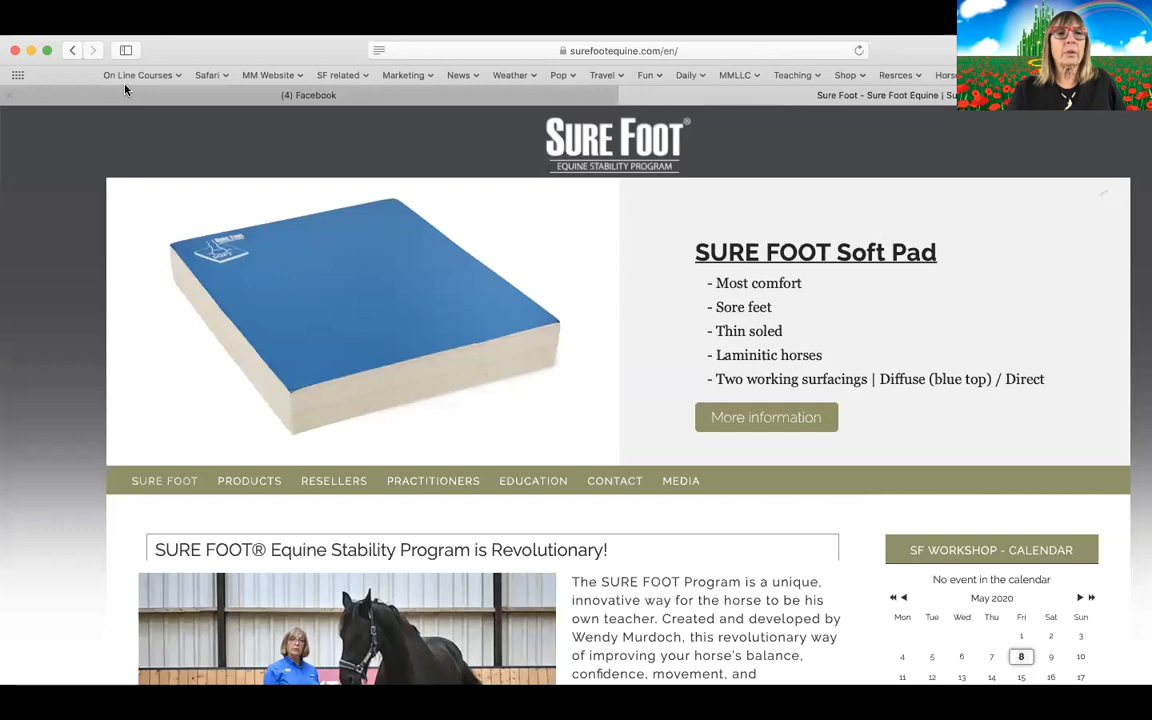 surefootequine.com/en/
On Line Courses Safari MM Website SF related Marketing News Weather Pop Travel Fun Daily MMLLC Teaching Shop Resrces Hors
(4) Facebook
Sure Foot - Sure Foot Equine | Su
SURE FOOT®
EQUINE STABILITY PROGRAM
SURE FOOT
SOFT
SURE FOOT Soft Pad
- Most comfort
- Sore feet
- Thin soled
- Laminitic horses
- Two working surfacings | Diffuse (blue top) / Direct
More information
SURE FOOT PRODUCTS RESELLERS PRACTITIONERS EDUCATION CONTACT MEDIA
SURE FOOT® Equine Stability Program is Revolutionary!
The SURE FOOT Program is a unique,
innovative way for the horse to be his
own teacher. Created and developed by
Wendy Murdoch, this revolutionary way
of improving your horse's balance,
confidence, movement, and
SF WORKSHOP - CALENDAR
No event in the calendar
May 2020
Mon Tue Wed Thu Fri Sat Sun
1 2 3
4 5 6 7 8 9 10
11 12 13 14 15 16 17